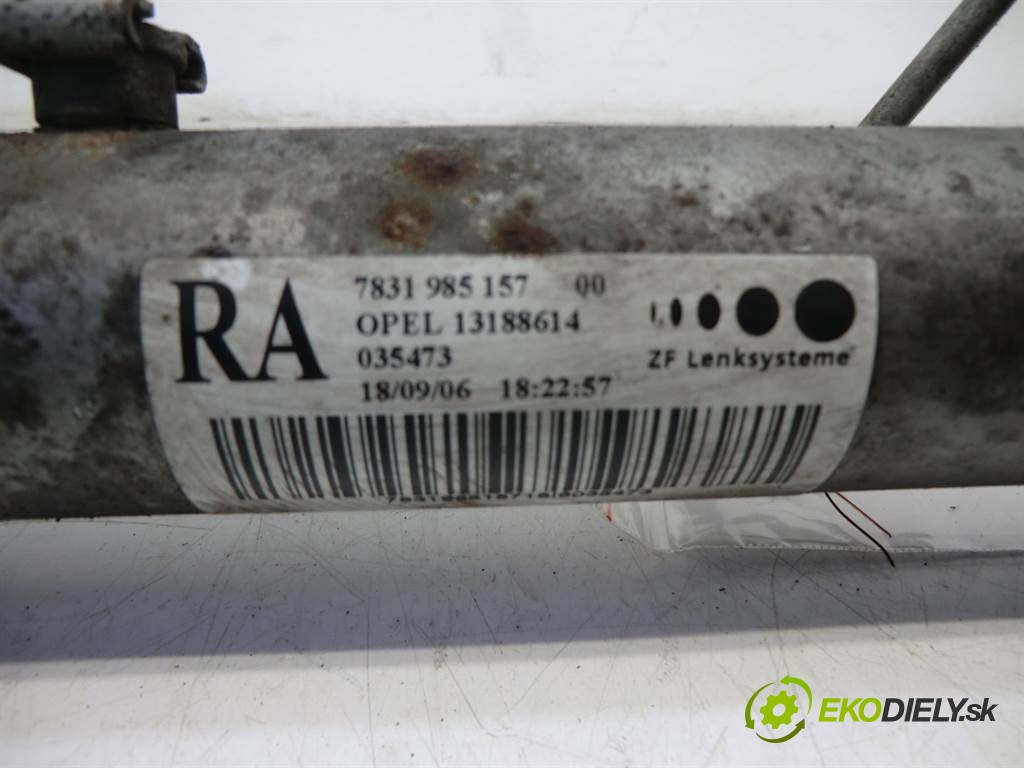 RA
7831 985 157 00
OPEL 13188614
035473
18/09/06 18:22:57
ZF Lenksysteme
EKODIELY.sk